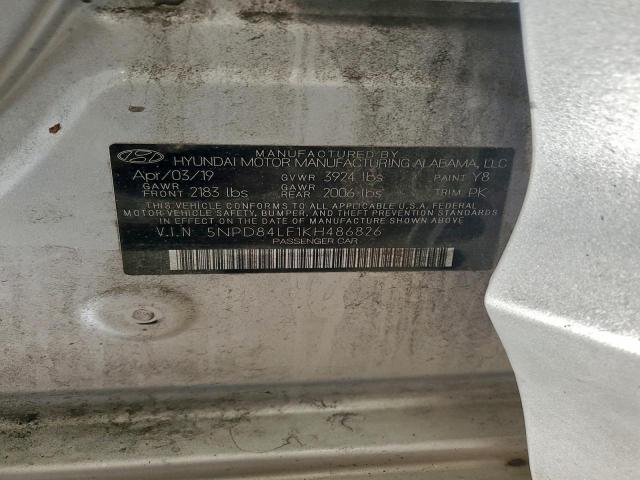 MANUFACTURED BY
HYUNDAI MOTOR MANUFACTURING ALABAMA, LLC
Apr/03/19 GVWR 3924 lbs PAINT Y8
GAWR FRONT 2183 lbs GAWR REAR 2006 lbs TRIM PK
THIS VEHICLE CONFORMS TO ALL APPLICABLE U.S.A. FEDERAL
MOTOR VEHICLE SAFETY, BUMPER, AND THEFT PREVENTION STANDARDS
IN EFFECT ON THE DATE OF MANUFACTURE SHOWN ABOVE.
V.I.N 5NPD84LF1KH486826
PASSENGER CAR